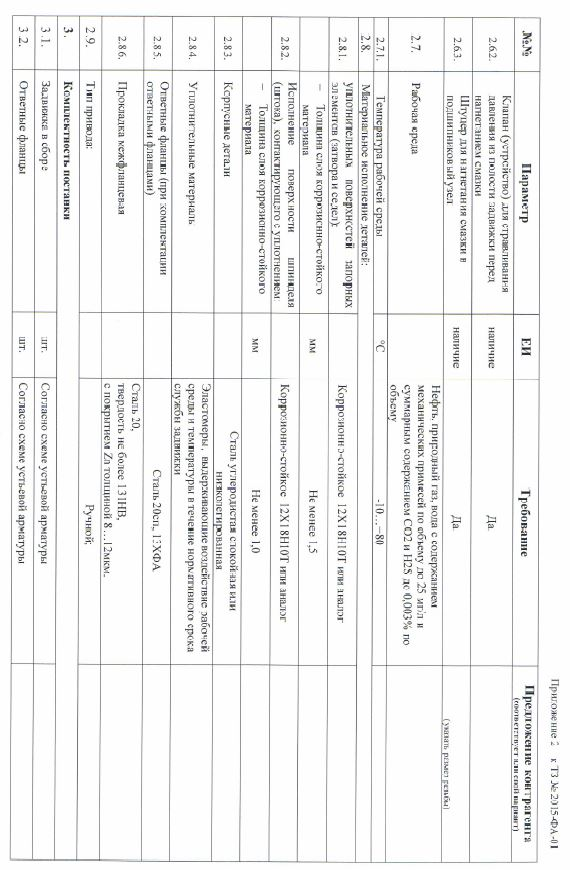 Приложение 2 к ТЗ № 2015-ФА-01
№№ Параметр ЕИ Требование Предложение контрагента
(соответствует или свой вариант)
2.6.2. Клапан (устройство) для стравливания
давления из полости задвижки перед
нагнетанием смазки
наличие Да
2.6.3. Штуцер для нагнетания смазки в
подшипниковый узел
наличие Да (указать размер резьбы)
2.7. Рабочая среда
Нефть, природный газ, вода с содержанием
механических примесей по объему до 25 мг/л и
суммарным содержанием CO2 и H2S до 0,003% по
объему
2.7.1. Температура рабочей среды °С -10…+80
2.8. Материальное исполнение деталей:
2.8.1. уплотнительных поверхностей запорных
элементов (затвора и седел):
Коррозионно-стойкое 12Х18Н10Т или аналог
– Толщина слоя коррозионно-стойкого
материала
мм Не менее 1,5
2.8.2. Исполнение поверхности шпинделя
(штока), контактирующего с уплотнением:
Коррозионно-стойкое 12Х18Н10Т или аналог
– Толщина слоя коррозионно-стойкого
материала
мм Не менее 1,0
2.8.3. Корпусные детали
Сталь углеродистая спокойная или
низколегированная
2.8.4. Уплотнительные материалы
Эластомеры, выдерживающие воздействие рабочей
среды и температуры в течение нормативного срока
службы задвижки
2.8.5. Ответные фланцы (при комплектации
ответными фланцами)
Сталь 20сп, 13ХФА
2.8.6. Прокладка межфланцевая
Сталь 20,
твердость не более 131НВ,
с покрытием Zn толщиной 8…12мкм.
2.9. Тип привода: Ручной,
3. Комплектность поставки
3.1. Задвижка в сборе шт. Согласно схеме устьевой арматуры
3.2. Ответные фланцы шт. Согласно схеме устьевой арматуры